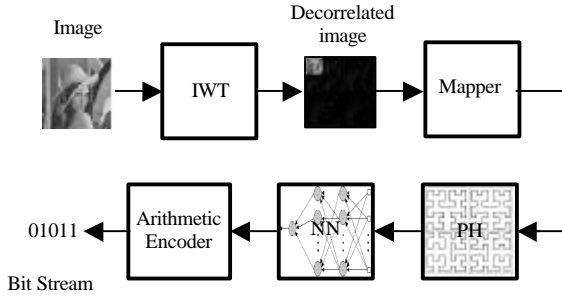 Image
Decorrelated
image
IWT
Mapper
01011
Arithmetic
Encoder
NN
PH
Bit Stream